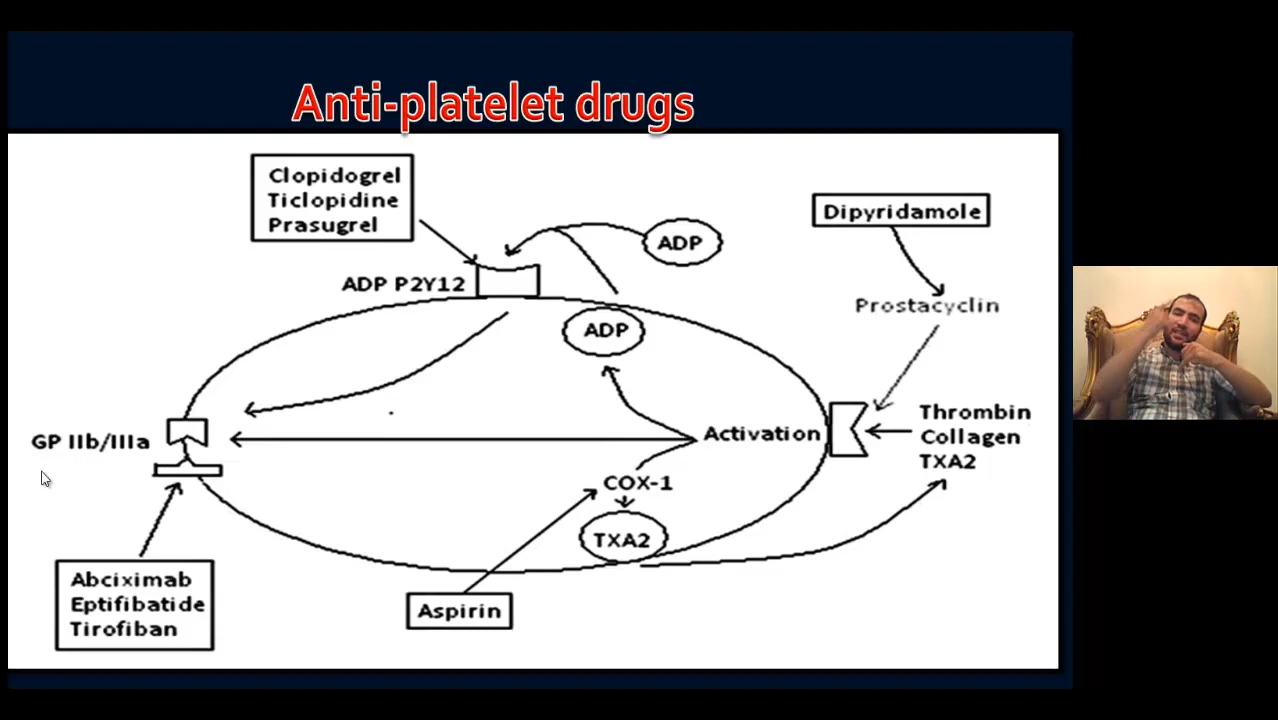 Anti-platelet drugs
Clopidogrel
Ticlopidine
Prasugrel
Dipyridamole
ADP
ADP P2Y12
Prostacyclin
ADP
Thrombin
Collagen
TXA2
Activation
GP IIb/IIIa
COX-1
TXA2
Abciximab
Eptifibatide
Tirofiban
Aspirin